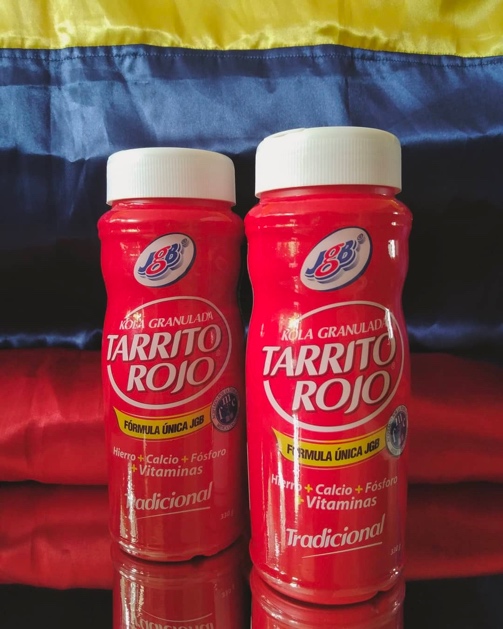 JGB
KOLA GRANULADA
TARRITO
ROJO
FÓRMULA ÚNICA JGB
Hierro + Calcio + Fósforo
+Vitaminas
Tradicional
JGB
KOLA GRANULADA
TARRITO
ROJO
FÓRMULA ÚNICA JGB
Hierro + Calcio + Fósforo
+Vitaminas
Tradicional